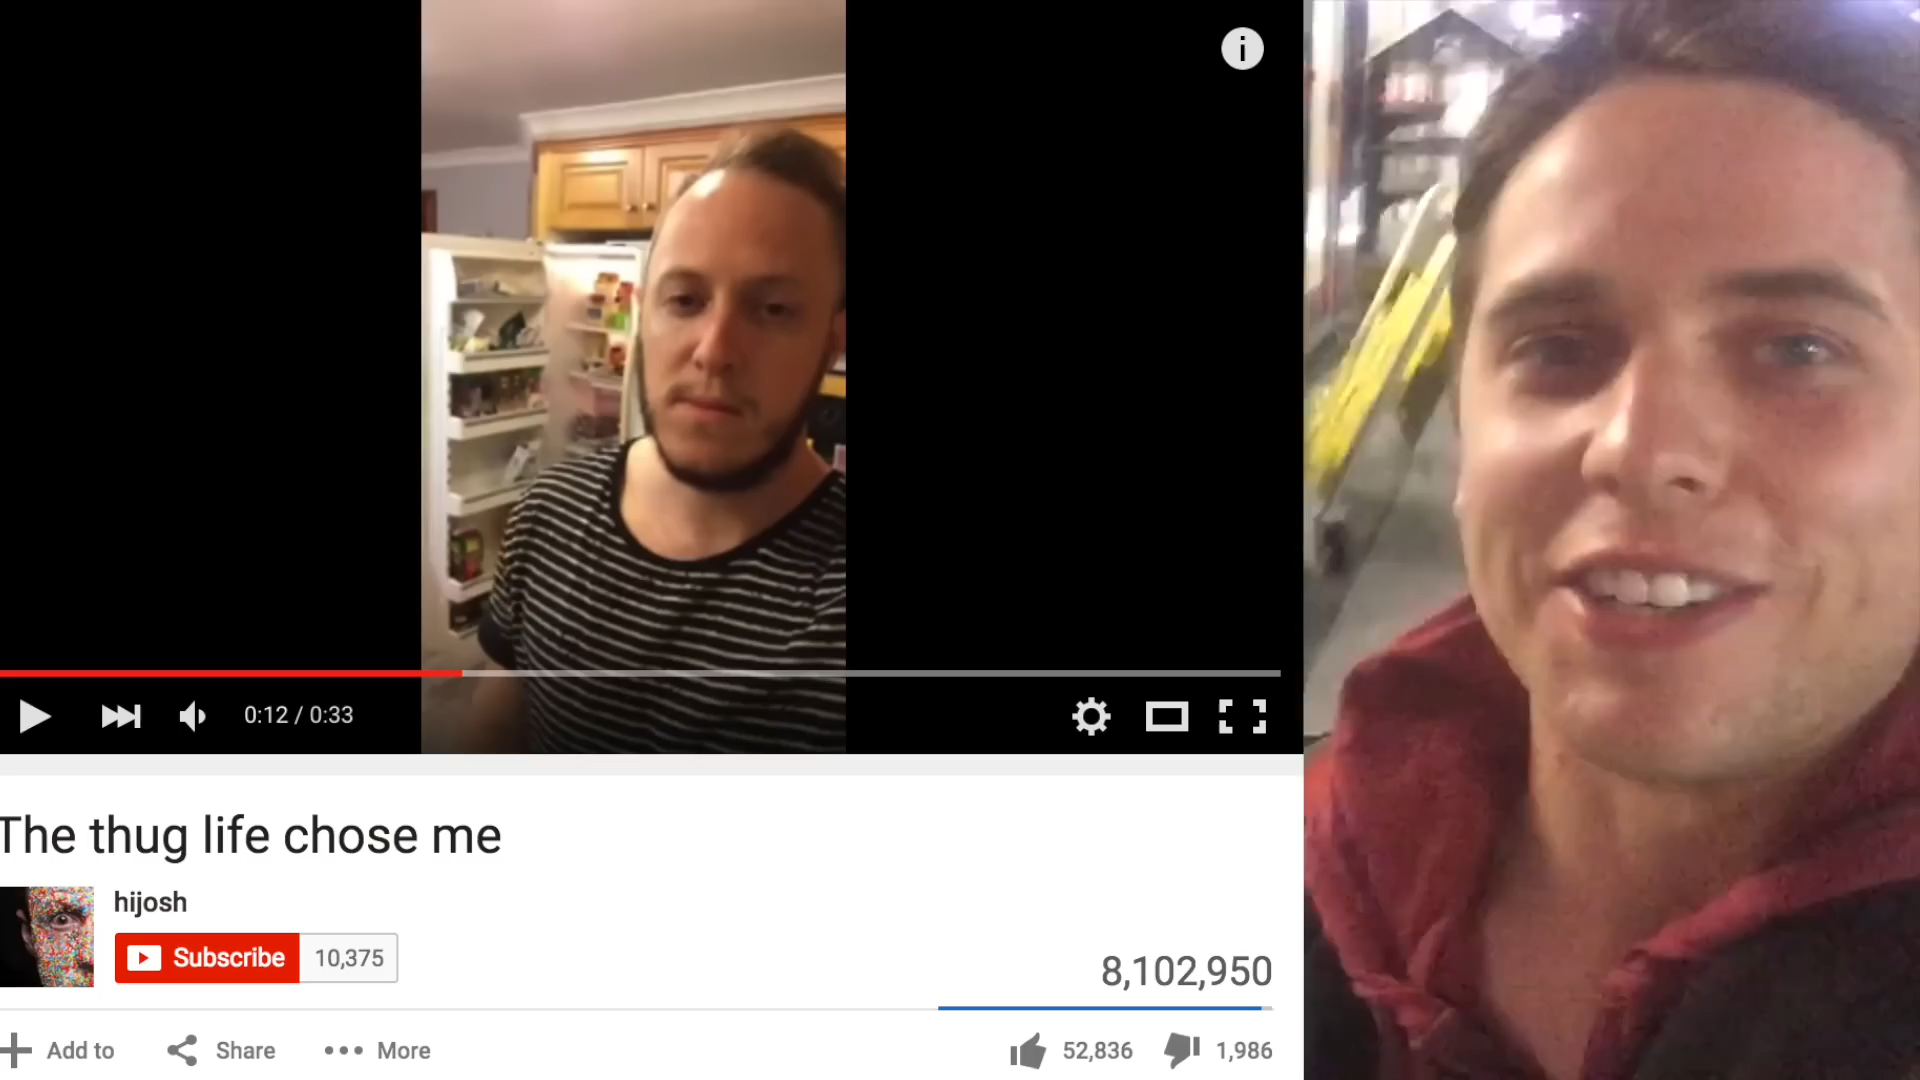 i
0:12 / 0:33
The thug life chose me
hijosh
Subscribe 10,375
8,102,950
Add to Share More 52,836 1,986